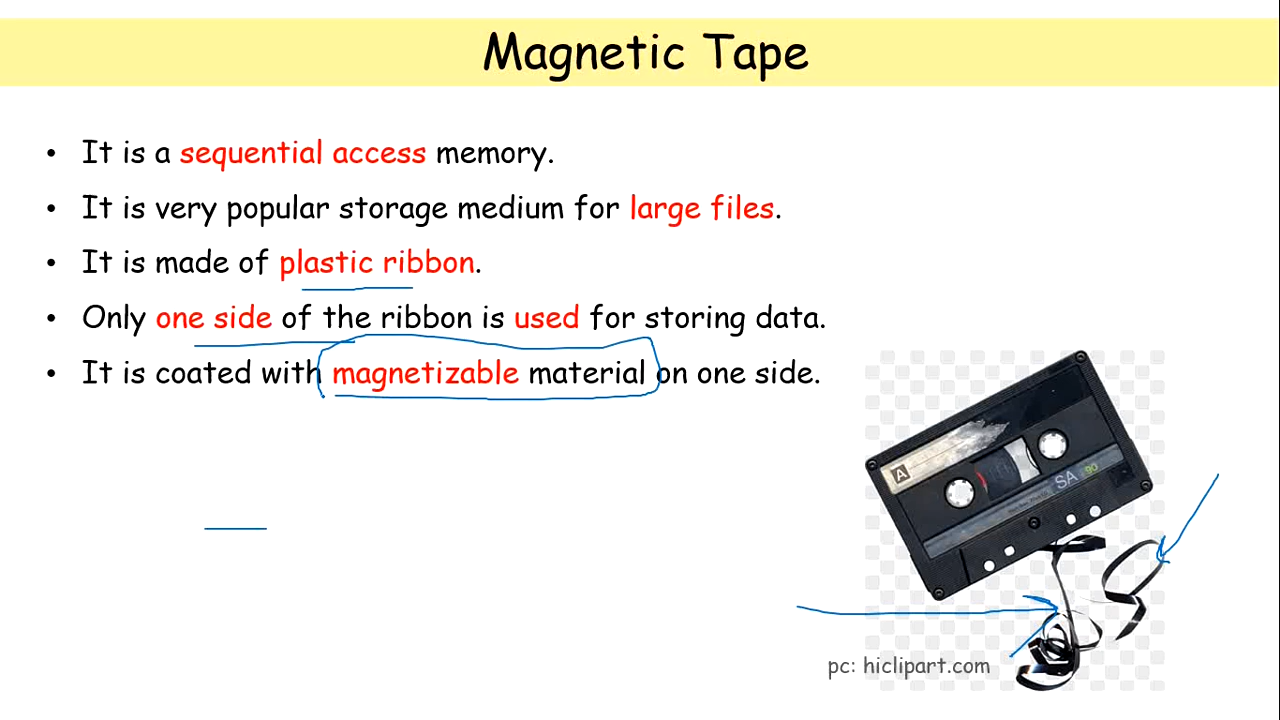 Magnetic Tape
• It is a sequential access memory.
• It is very popular storage medium for large files.
• It is made of plastic ribbon.
• Only one side of the ribbon is used for storing data.
• It is coated with magnetizable material on one side.
A
SA 90
pc: hiclipart.com